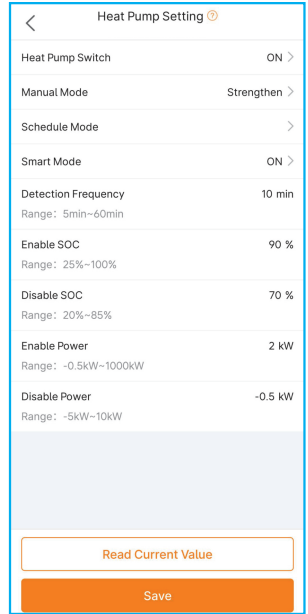 Heat Pump Setting ?
Heat Pump Switch ON >
Manual Mode Strengthen >
Schedule Mode >
Smart Mode ON >
Detection Frequency 10 min
Range: 5min~60min
Enable SOC 90 %
Range: 25%~100%
Disable SOC 70 %
Range: 20%~85%
Enable Power 2 kW
Range: -0.5kW~1000kW
Disable Power -0.5 kW
Range: -5kW~10kW
Read Current Value
Save